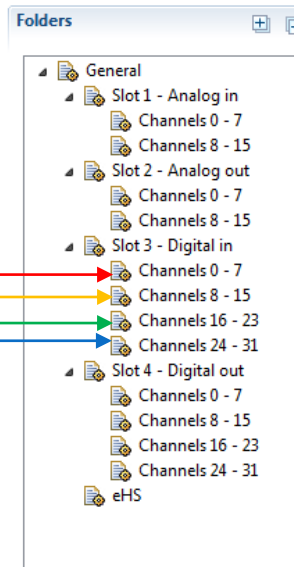 Folders
General
Slot 1 - Analog in
Channels 0 - 7
Channels 8 - 15
Slot 2 - Analog out
Channels 0 - 7
Channels 8 - 15
Slot 3 - Digital in
Channels 0 - 7
Channels 8 - 15
Channels 16 - 23
Channels 24 - 31
Slot 4 - Digital out
Channels 0 - 7
Channels 8 - 15
Channels 16 - 23
Channels 24 - 31
eHS